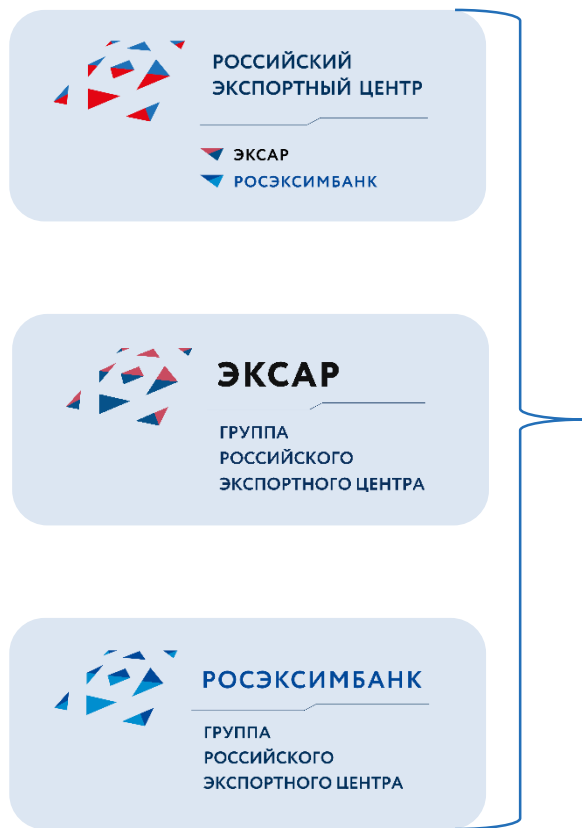 РОССИЙСКИЙ
ЭКСПОРТНЫЙ ЦЕНТР
ЭКСАР
РОСЭКСИМБАНК
ЭКСАР
ГРУППА
РОССИЙСКОГО
ЭКСПОРТНОГО ЦЕНТРА
РОСЭКСИМБАНК
ГРУППА
РОССИЙСКОГО
ЭКСПОРТНОГО ЦЕНТРА